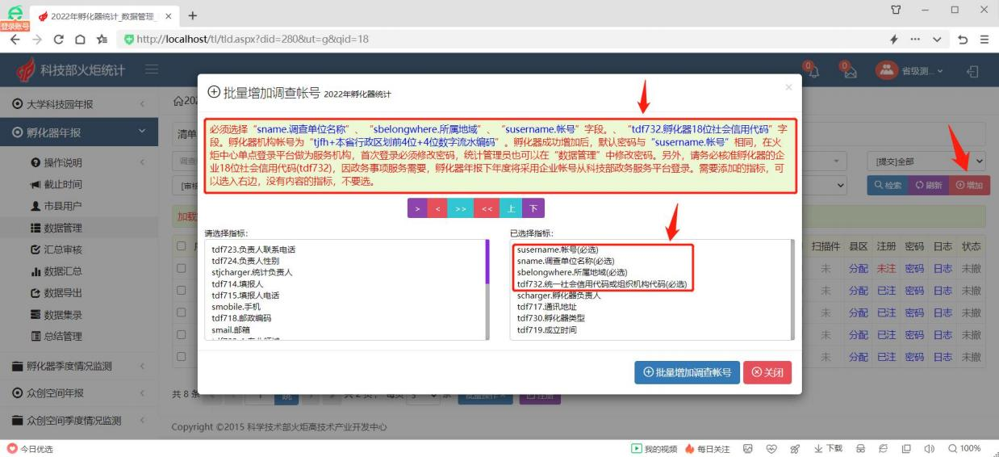 登录账号
2022年孵化器统计_数据管理_
http://localhost/tl/tld.aspx?did=280&ut=g&qid=18
科技部火炬统计
0
0
省级测...
大学科技园年报
孵化器年报
操作说明
截止时间
市县用户
数据管理
汇总审核
数据汇总
数据导出
数据集录
总结管理
孵化器季度情况监测
众创空间年报
众创空间季度情况监测
清单
[提交]全部
检索
刷新
增加
扫描件 县区 注册 密码 日志 状态
未 分配 未注 密码 日志 未撤
未 分配 已注 密码 日志 未撤
未 分配 已注 密码 日志 未撤
未 分配 已注 密码 日志 未撤
未 分配 已注 密码 日志 未撤
批量增加调查帐号 2022年孵化器统计
必须选择“sname.调查单位名称”、“sbelongwhere.所属地域”、“susername.帐号”字段。、“tdf732.孵化器18位社会信用代码”字
段。孵化器机构帐号为“tjfh+本省行政区划前4位+4位数字流水编码”。孵化器成功增加后，默认密码与“susername.帐号”相同，在火
炬中心单点登录平台做为服务机构，首次登录必须修改密码，统计管理员也可以在“数据管理”中修改密码。另外，请务必核准孵化器的企
业18位社会信用代码(tdf732)，因政务事项服务需要，孵化器年报下年度将采用企业帐号从科技部政务服务平台登录。需要添加的指标，可
以选入右边，没有内容的指标，不要选。
> < >> << 上 下
请选择指标:
tdf723.负责人联系电话
tdf724.负责人性别
stjcharger.统计负责人
tdf714.填报人
tdf715.填报人电话
smobile.手机
tdf718.邮政编码
smail.邮箱
已选择指标:
susername.帐号(必选)
sname.调查单位名称(必选)
sbelongwhere.所属地域(必选)
tdf732.统一社会信用代码或组织机构代码(必选)
scharger.孵化器负责人
tdf717.通讯地址
tdf730.孵化器类型
tdf719.成立时间
批量增加调查帐号
关闭
共 8 条
Copyright ©2015 科学技术部火炬高技术产业开发中心
今日优选
我的视频
每日关注
下载
100%